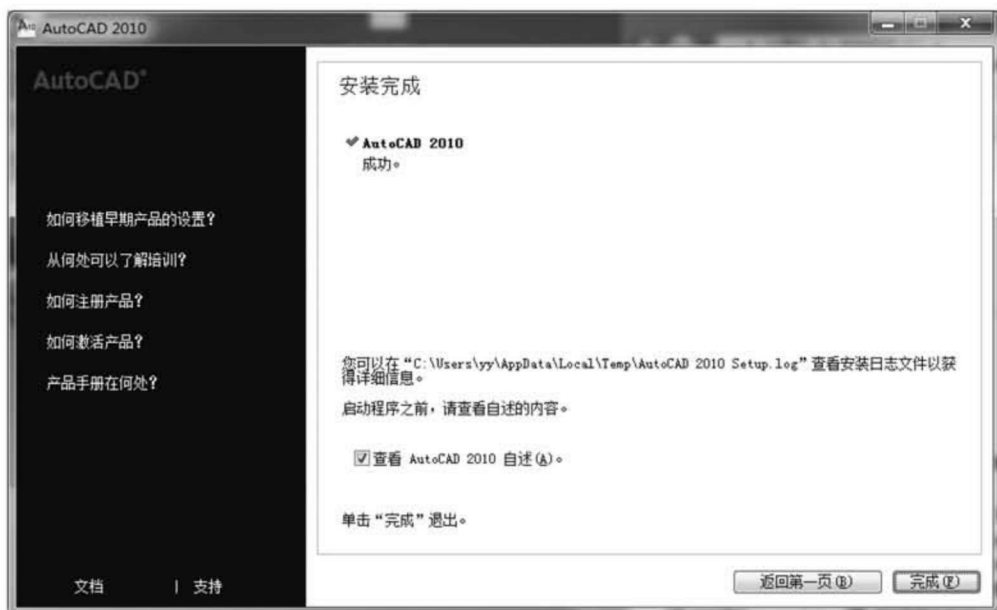 AutoCAD 2010
AutoCAD®
如何移植早期产品的设置?
从何处可以了解培训?
如何注册产品?
如何激活产品?
产品手册在何处?
文档 | 支持
安装完成
AutoCAD 2010
成功。
您可以在“C:\Users\yy\AppData\Local\Temp\AutoCAD 2010 Setup.log”查看安装日志文件以获
得详细信息。
启动程序之前,请查看自述的内容。
查看 AutoCAD 2010 自述(A)。
单击“完成”退出。
返回第一页(B)
完成(F)